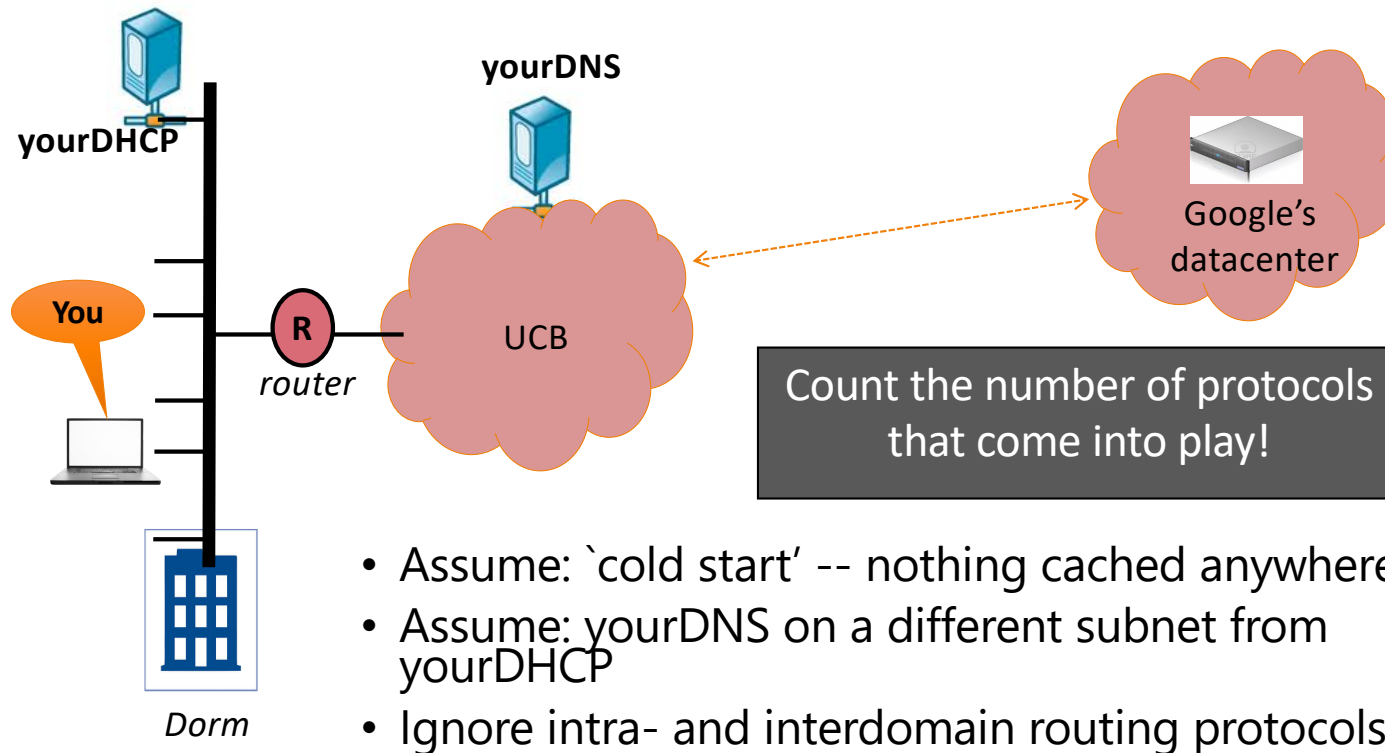 yourDHCP
yourDNS
Google's
datacenter
You
R
router
UCB
Count the number of protocols
that come into play!
• Assume: `cold start’ -- nothing cached anywhere
• Assume: yourDNS on a different subnet from
yourDHCP
• Ignore intra- and interdomain routing protocols
Dorm